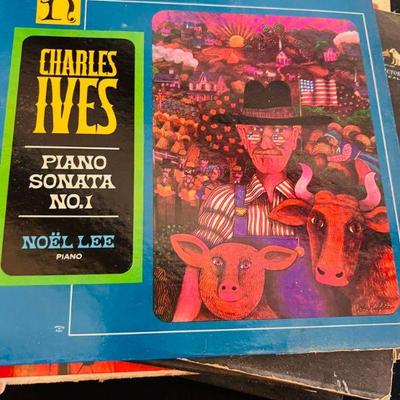 n
CHARLES
IVES
PIANO
SONATA
NO.1
NOËL LEE
PIANO